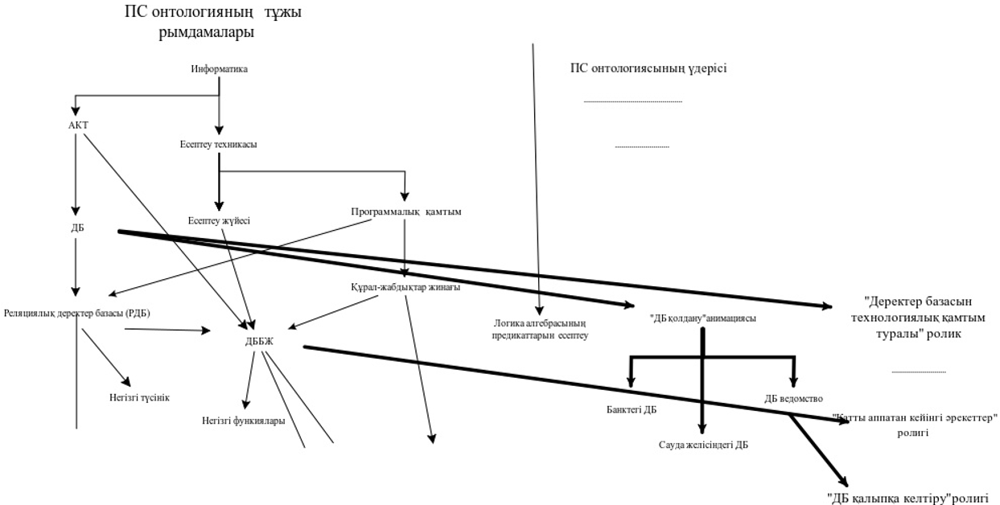 ПС онтологияның тұжы
рымдамалары
Информатика
ПС онтологиясының үдерісі
АКТ
Есептеу техникасы
Есептеу жүйесі
Программалық қамтым
ДБ
Құрал-жабдықтар жинағы
Реляциялық деректер базасы (РДБ)
Логика алгебрасының
предикаттарын есептеу
"ДБ қолдану"анимациясы
"Деректер базасын
технологиялық қамтым
туралы" ролик
ДББЖ
Негізгі түсінік
Негізгі функиялары
Банктегі ДБ
ДБ ведомство
"Қатты аппатан кейінгі әрекеттер"
ролигі
Сауда желісіндегі ДБ
"ДБ қалыпқа келтіру"ролигі